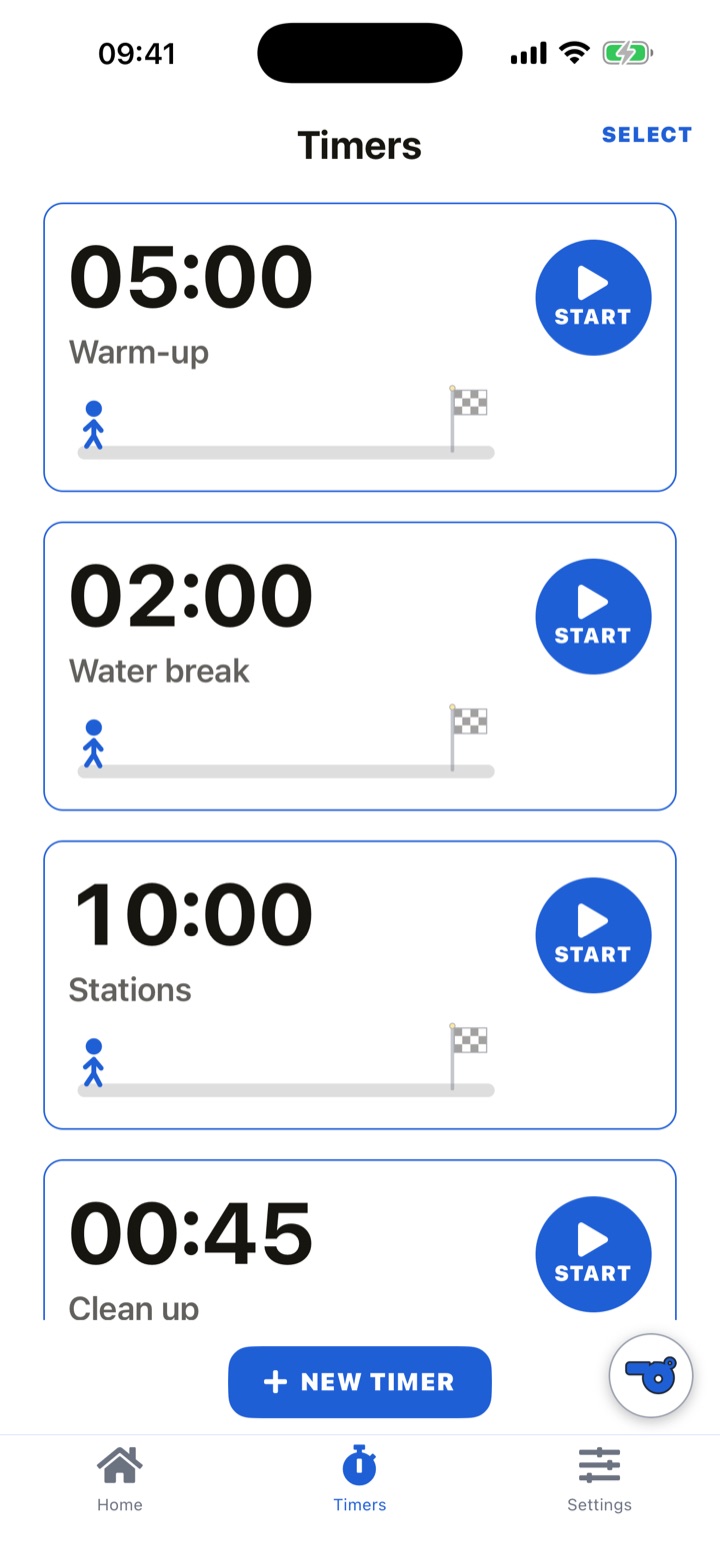 09:41
Timers
SELECT
05:00
START
Warm-up
02:00
START
Water break
10:00
START
Stations
00:45
START
Clean up
+ NEW TIMER
Home
Timers
Settings